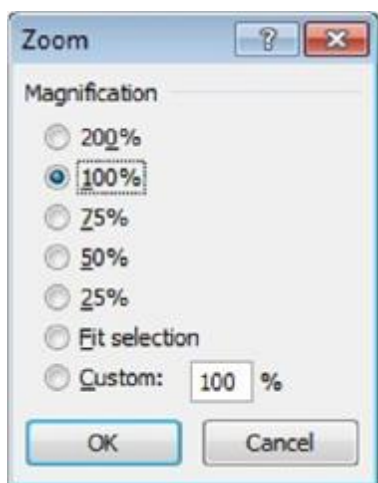 Zoom
Magnification
200%
100%
75%
50%
25%
Fit selection
Custom: 100 %
OK Cancel